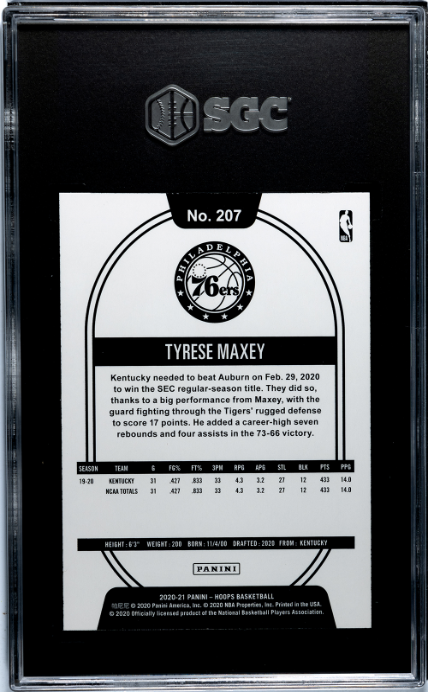 SGC
No. 207
NBA
PHILADELPHIA
76ers
TYRESE MAXEY
Kentucky needed to beat Auburn on Feb. 29, 2020
to win the SEC regular-season title. They did so,
thanks to a big performance from Maxey, with the
guard fighting through the Tigers' rugged defense
to score 17 points. He added a career-high seven
rebounds and four assists in the 73-66 victory.
SEASON TEAM G FG% FT% 3PM RPG APG STL BLK PTS PPG
19-20 KENTUCKY 31 .427 .833 33 4.3 3.2 27 12 433 14.0
NCAA TOTALS 31 .427 .833 33 4.3 3.2 27 12 433 14.0
HEIGHT: 6'3" WEIGHT: 200 BORN: 11/4/00 DRAFTED: 2020 FROM: KENTUCKY
PANINI
2020-21 PANINI – HOOPS BASKETBALL
© 2020 Panini America, Inc. © 2020 NBA Properties, Inc. Printed in the USA.
© 2020 Officially licensed product of the National Basketball Players Association.